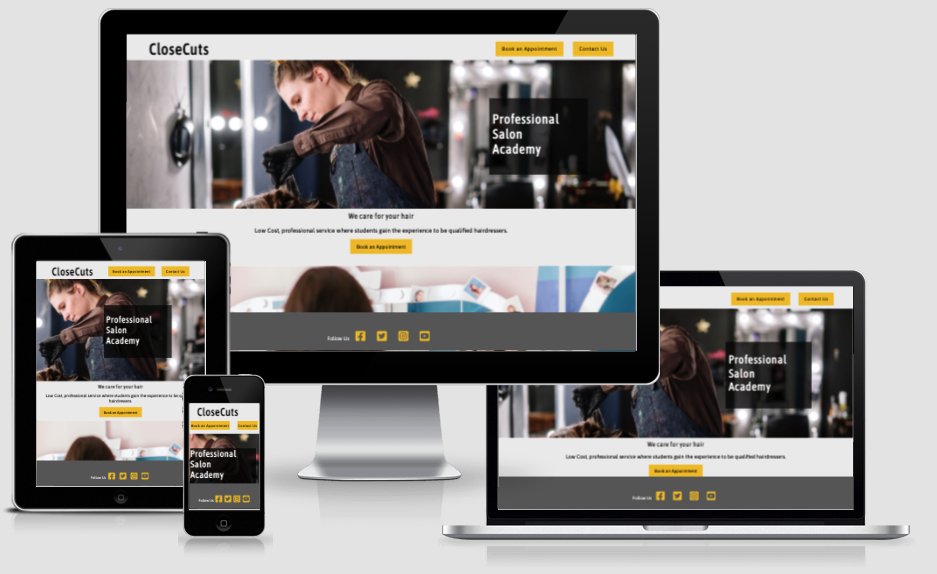 CloseCuts
Book an Appointment
Contact Us
Professional
Salon
Academy
We care for your hair
Low Cost, professional service where students gain the experience to be qualified hairdressers.
Book an Appointment
Follow Us
CloseCuts
Book an Appointment
Contact Us
Professional
Salon
Academy
We care for your hair
Low Cost, professional service where students gain the experience to be
hairdressers.
Book an Appointment
Follow Us
CloseCuts
Book an Appointment
Contact Us
Professional
Salon
Academy
Follow Us
Book an Appointment
Contact Us
Professional
Salon
Academy
We care for your hair
Low Cost, professional service where students gain the experience to be qualified hairdressers.
Book an Appointment
Follow Us